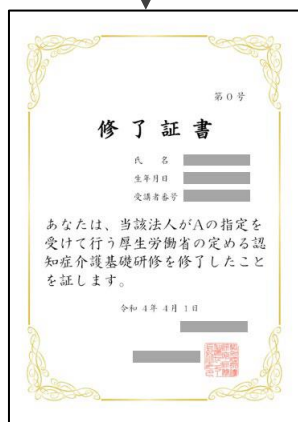 第０号
修了証書
氏　名
生年月日
受講者番号
あなたは、当該法人がAの指定を
受けて行う厚生労働省の定める認
知症介護基礎研修を修了したこと
を証します。
令和 4年 4月 1日